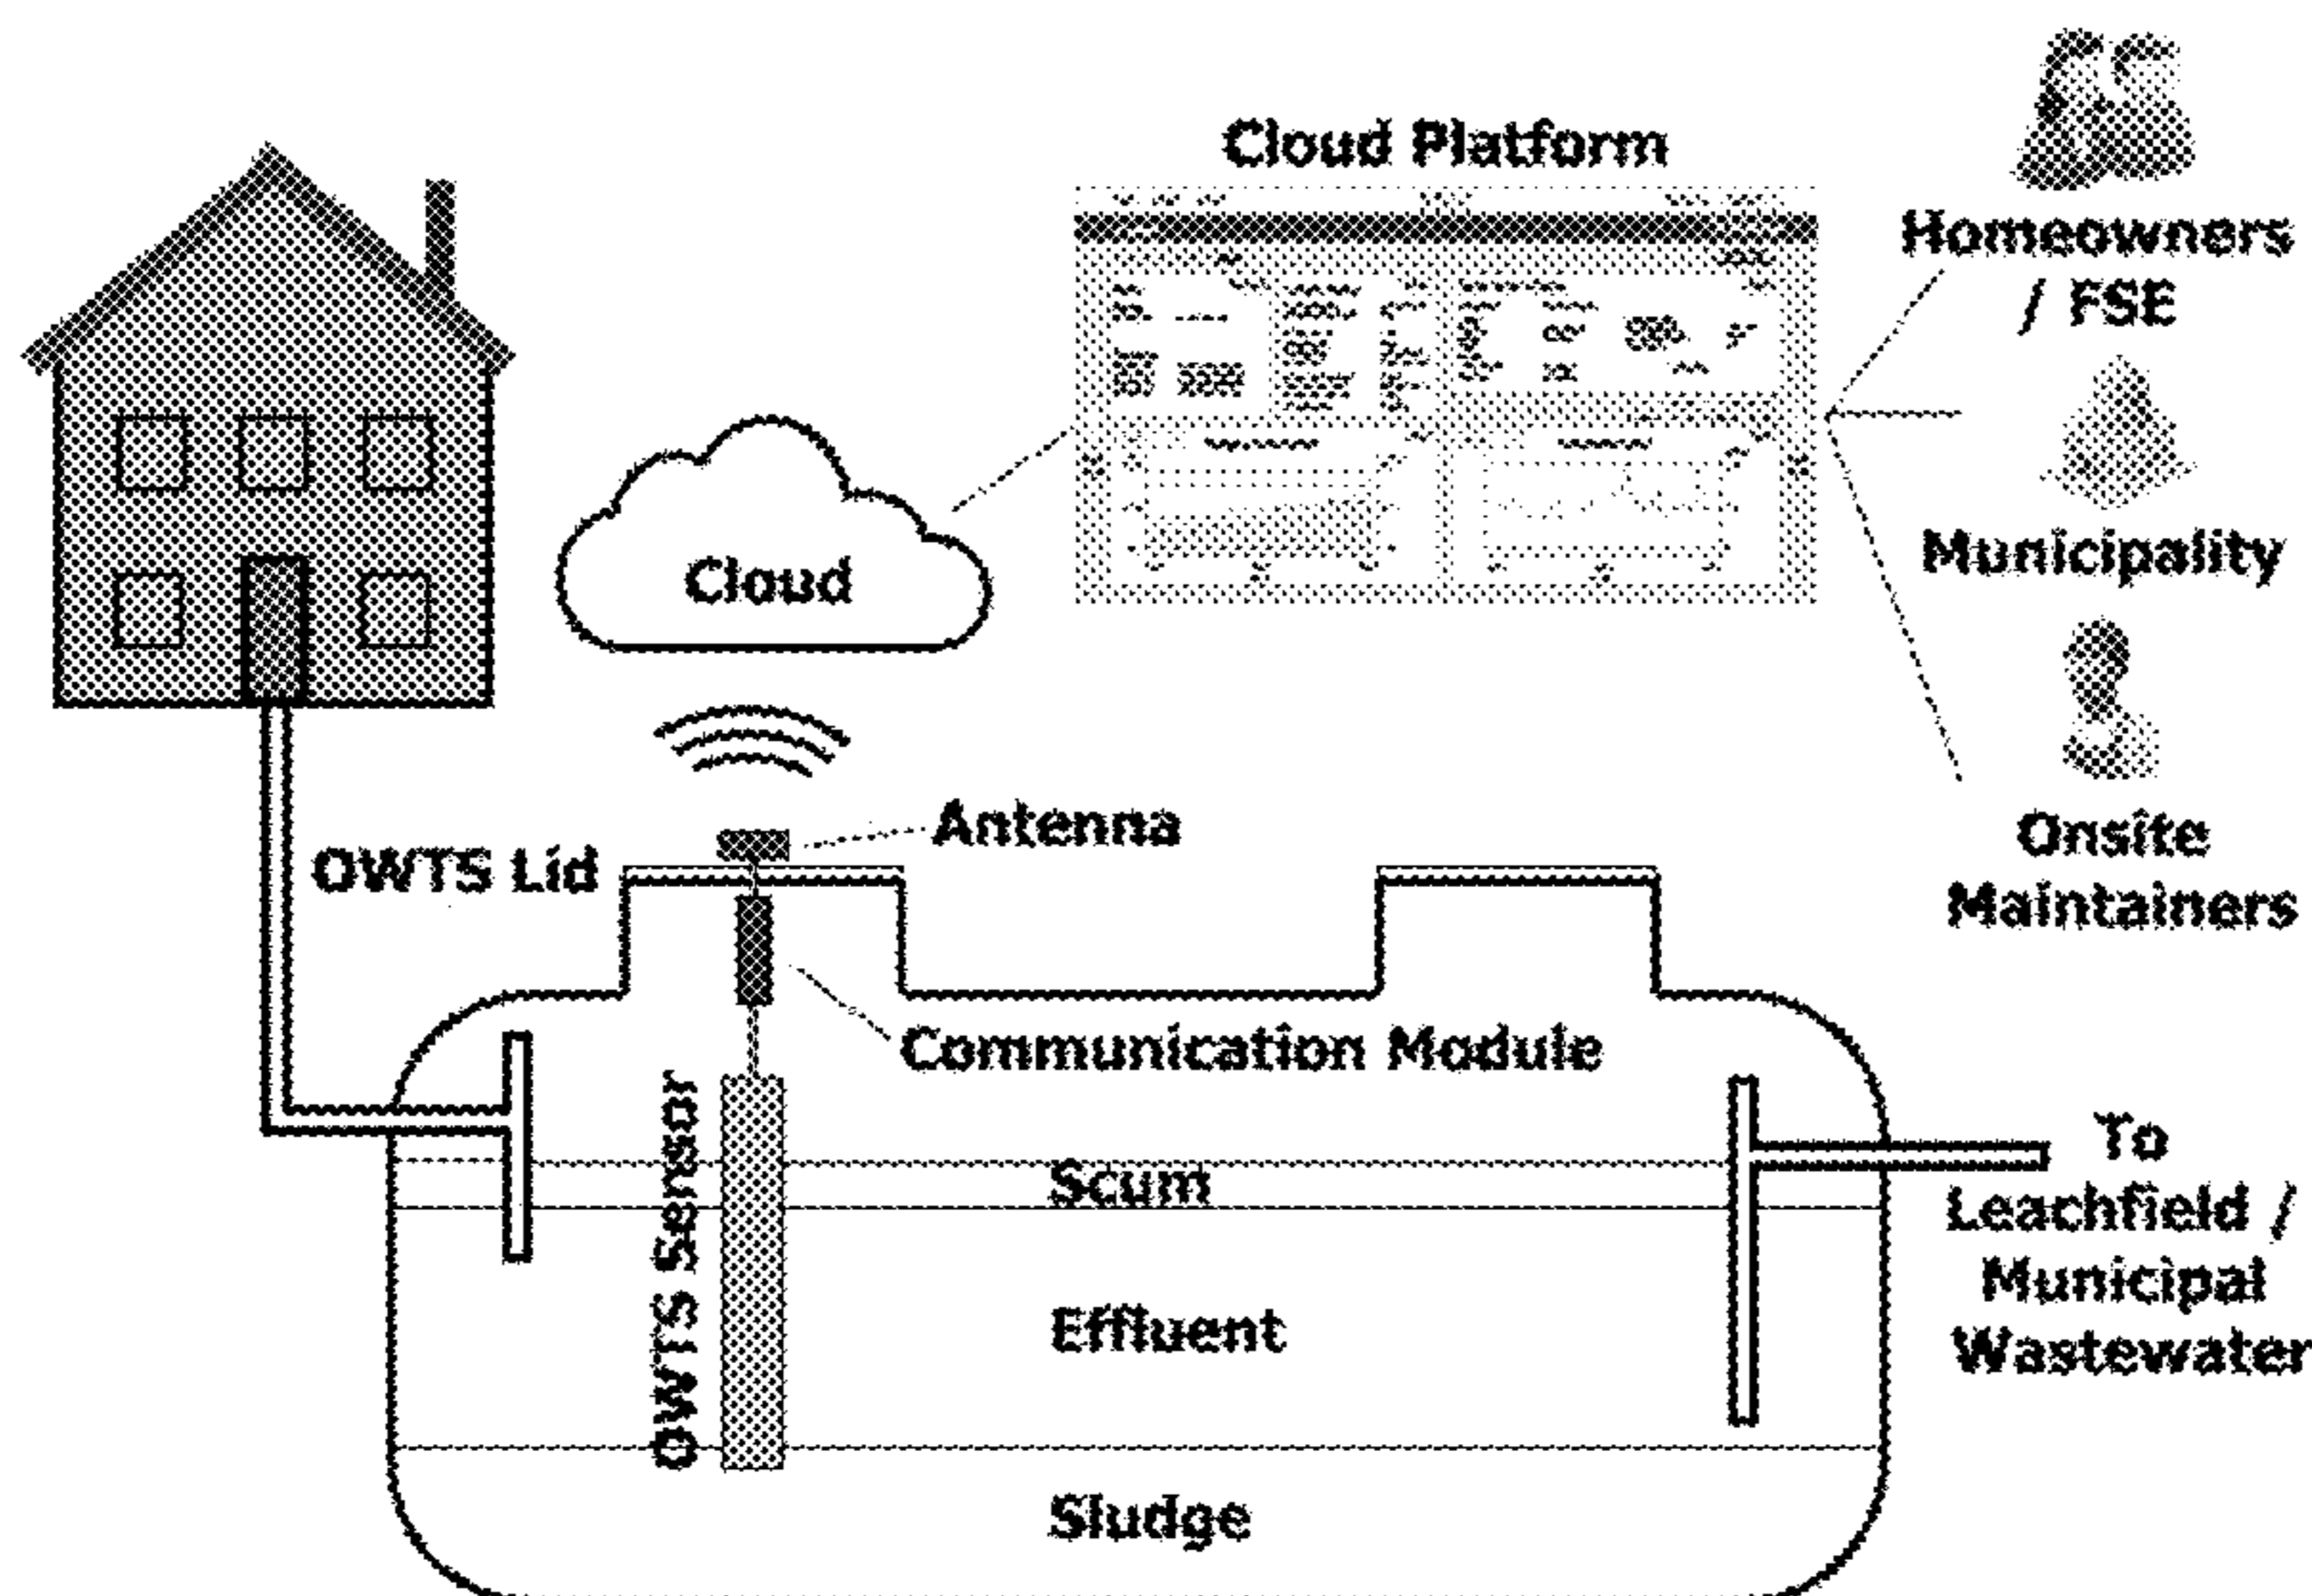 Cloud Platform
Homeowners
/ FSE
Municipality
Onsite
Maintainers
Cloud
Antenna
OWTS Lid
Communication Module
OWTS Sensor
Scum
Effluent
Sludge
To
Leachfield /
Municipal
Wastewater